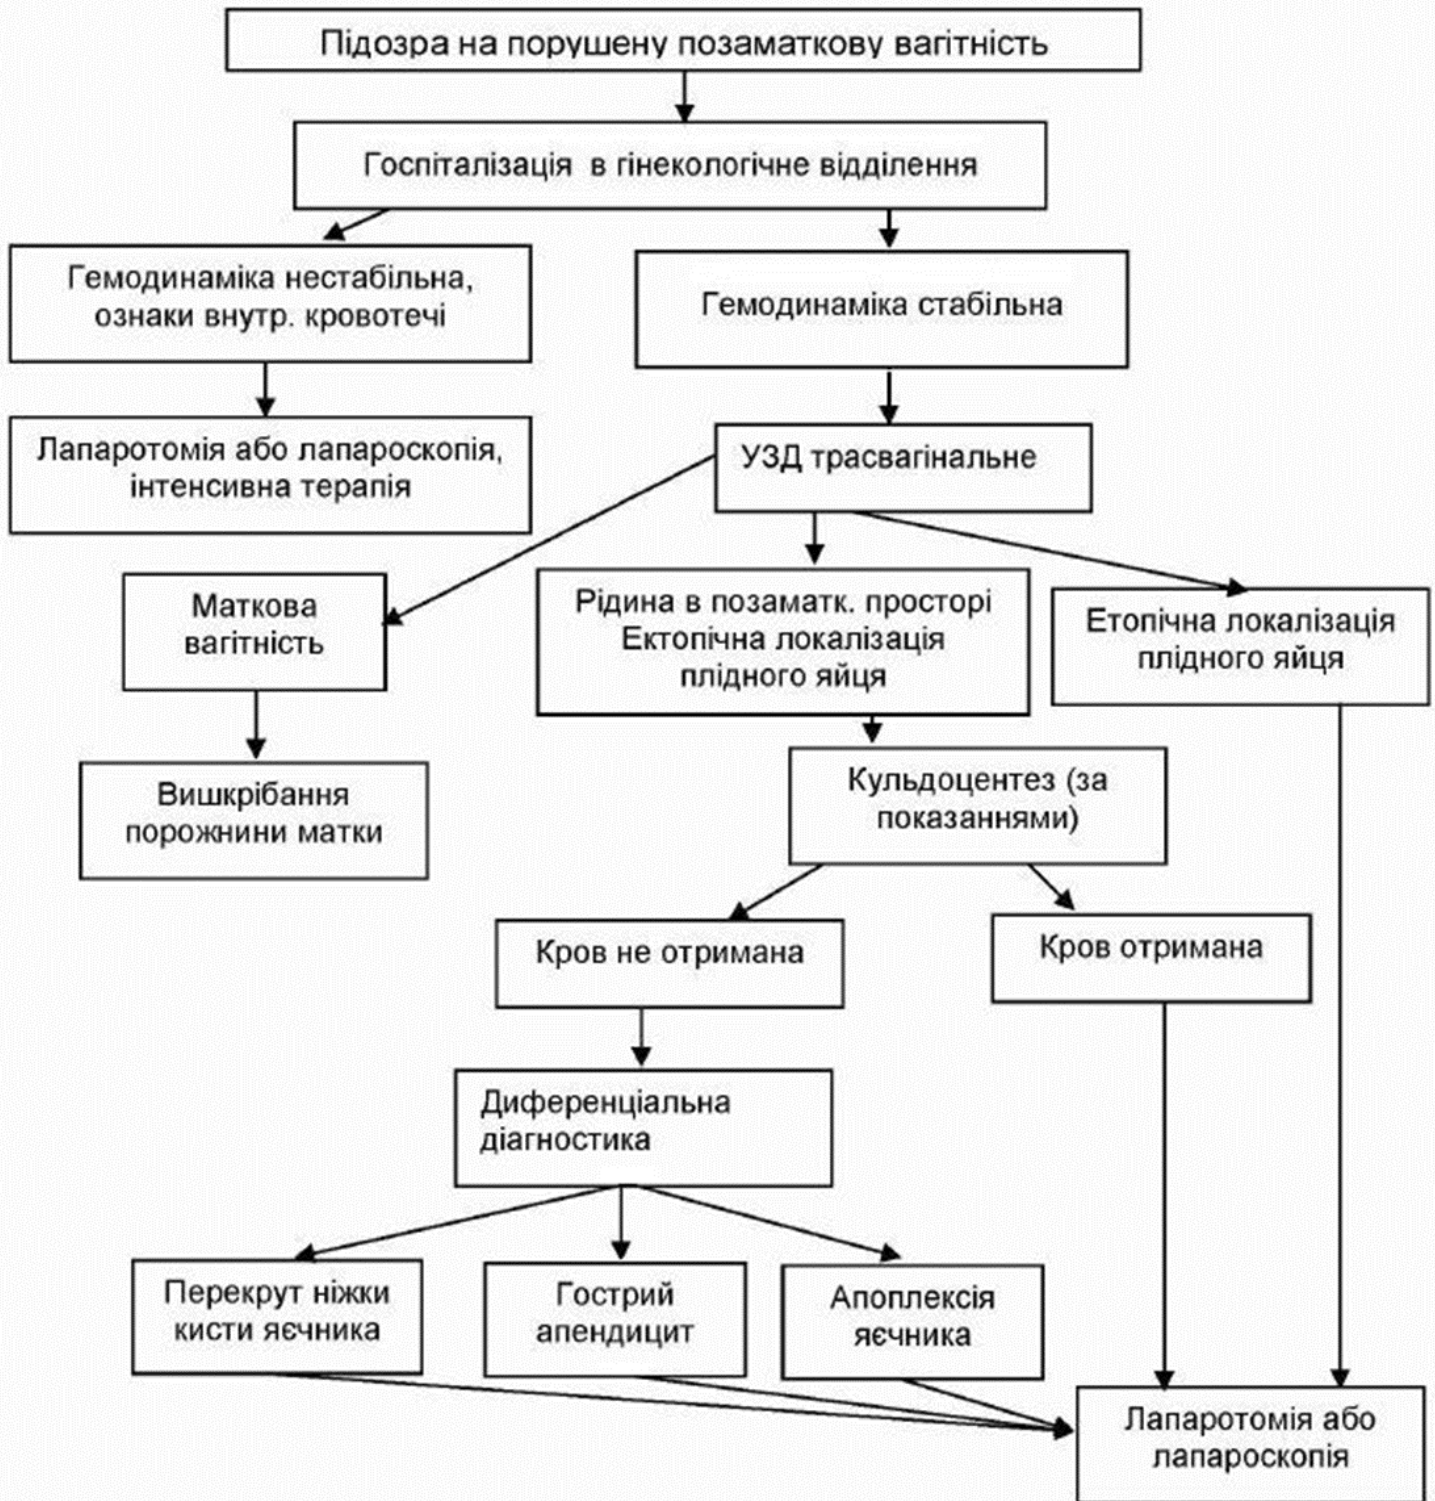 Підозра на порушену позаматкову вагітність
Госпіталізація в гінекологічне відділення
Гемодинаміка нестабільна,
ознаки внутр. кровотечі
Гемодинаміка стабільна
Лапаротомія або лапароскопія,
інтенсивна терапія
УЗД трасвагінальне
Маткова
вагітність
Рідина в позаматк. просторі
Ектопічна локалізація
плідного яйця
Етопічна локалізація
плідного яйця
Вишкрібання
порожнини матки
Кульдоцентез (за
показаннями)
Кров не отримана
Кров отримана
Диференціальна
діагностика
Перекрут ніжки
кисти яєчника
Гострий
апендицит
Апоплексія
яєчника
Лапаротомія або
лапароскопія